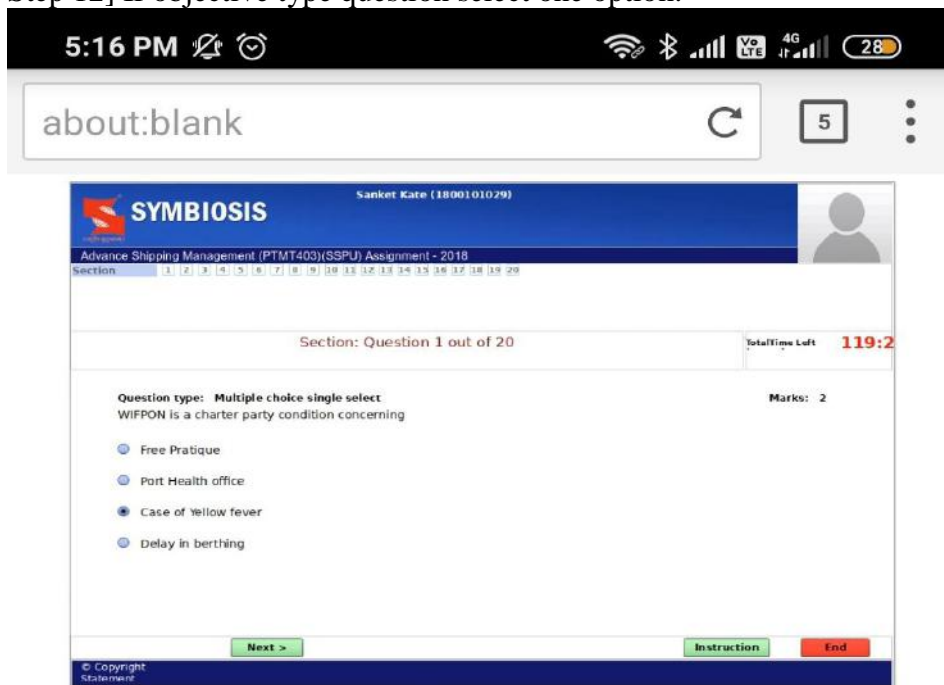 Step 12] If objective type question select one option.
5:16 PM 4G 28
Vo LTE
about:blank 5
Sanket Kate (1800101029)
SYMBIOSIS
Advance Shipping Management (PTMT403)(SSPU) Assignment - 2018
Section 1 2 3 4 5 6 7 8 9 10 11 12 13 14 15 16 17 18 19 20
Section: Question 1 out of 20 TotalTime Left 119:2
Question type: Multiple choice single select Marks: 2
WIFPON is a charter party condition concerning
Free Pratique
Port Health office
Case of Yellow fever
Delay in berthing
Next > Instruction End
© Copyright
Statement